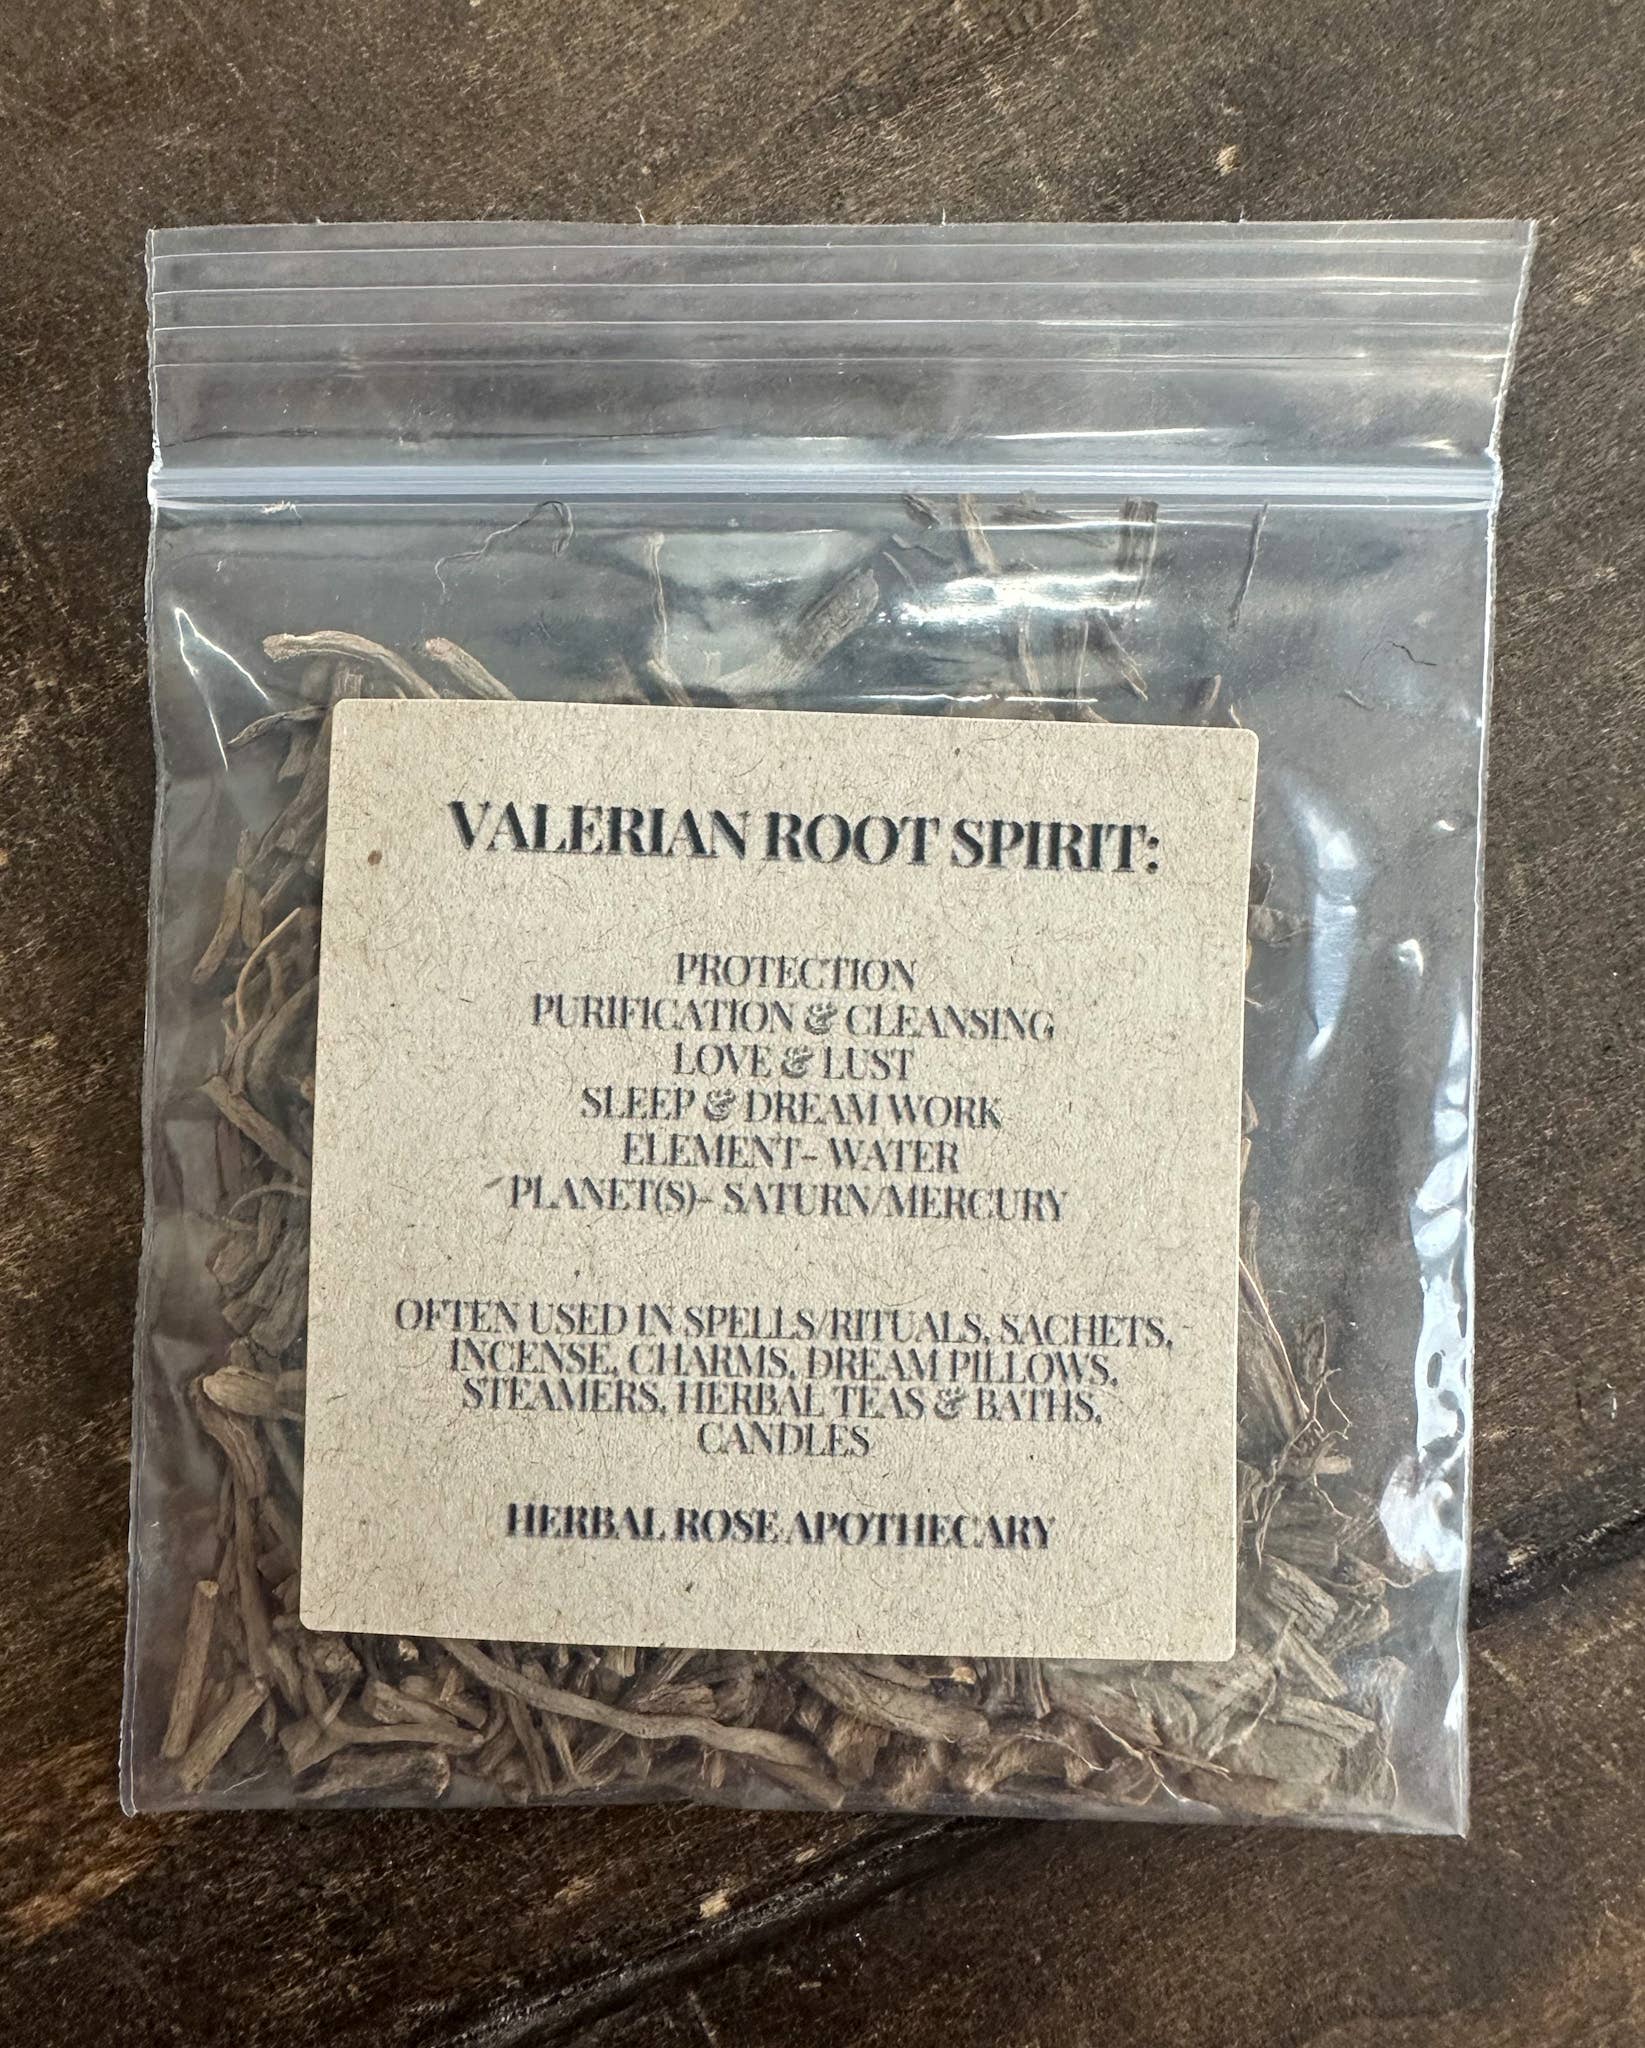 VALERIAN ROOT SPIRIT:
PROTECTION
PURIFICATION & CLEANSING
LOVE & LUST
SLEEP & DREAM WORK
ELEMENT- WATER
PLANET(S)- SATURN/MERCURY
OFTEN USED IN SPELLS/RITUALS, SACHETS,
INCENSE, CHARMS, DREAM PILLOWS,
STEAMERS, HERBAL TEAS & BATHS,
CANDLES
HERBAL ROSE APOTHECARY